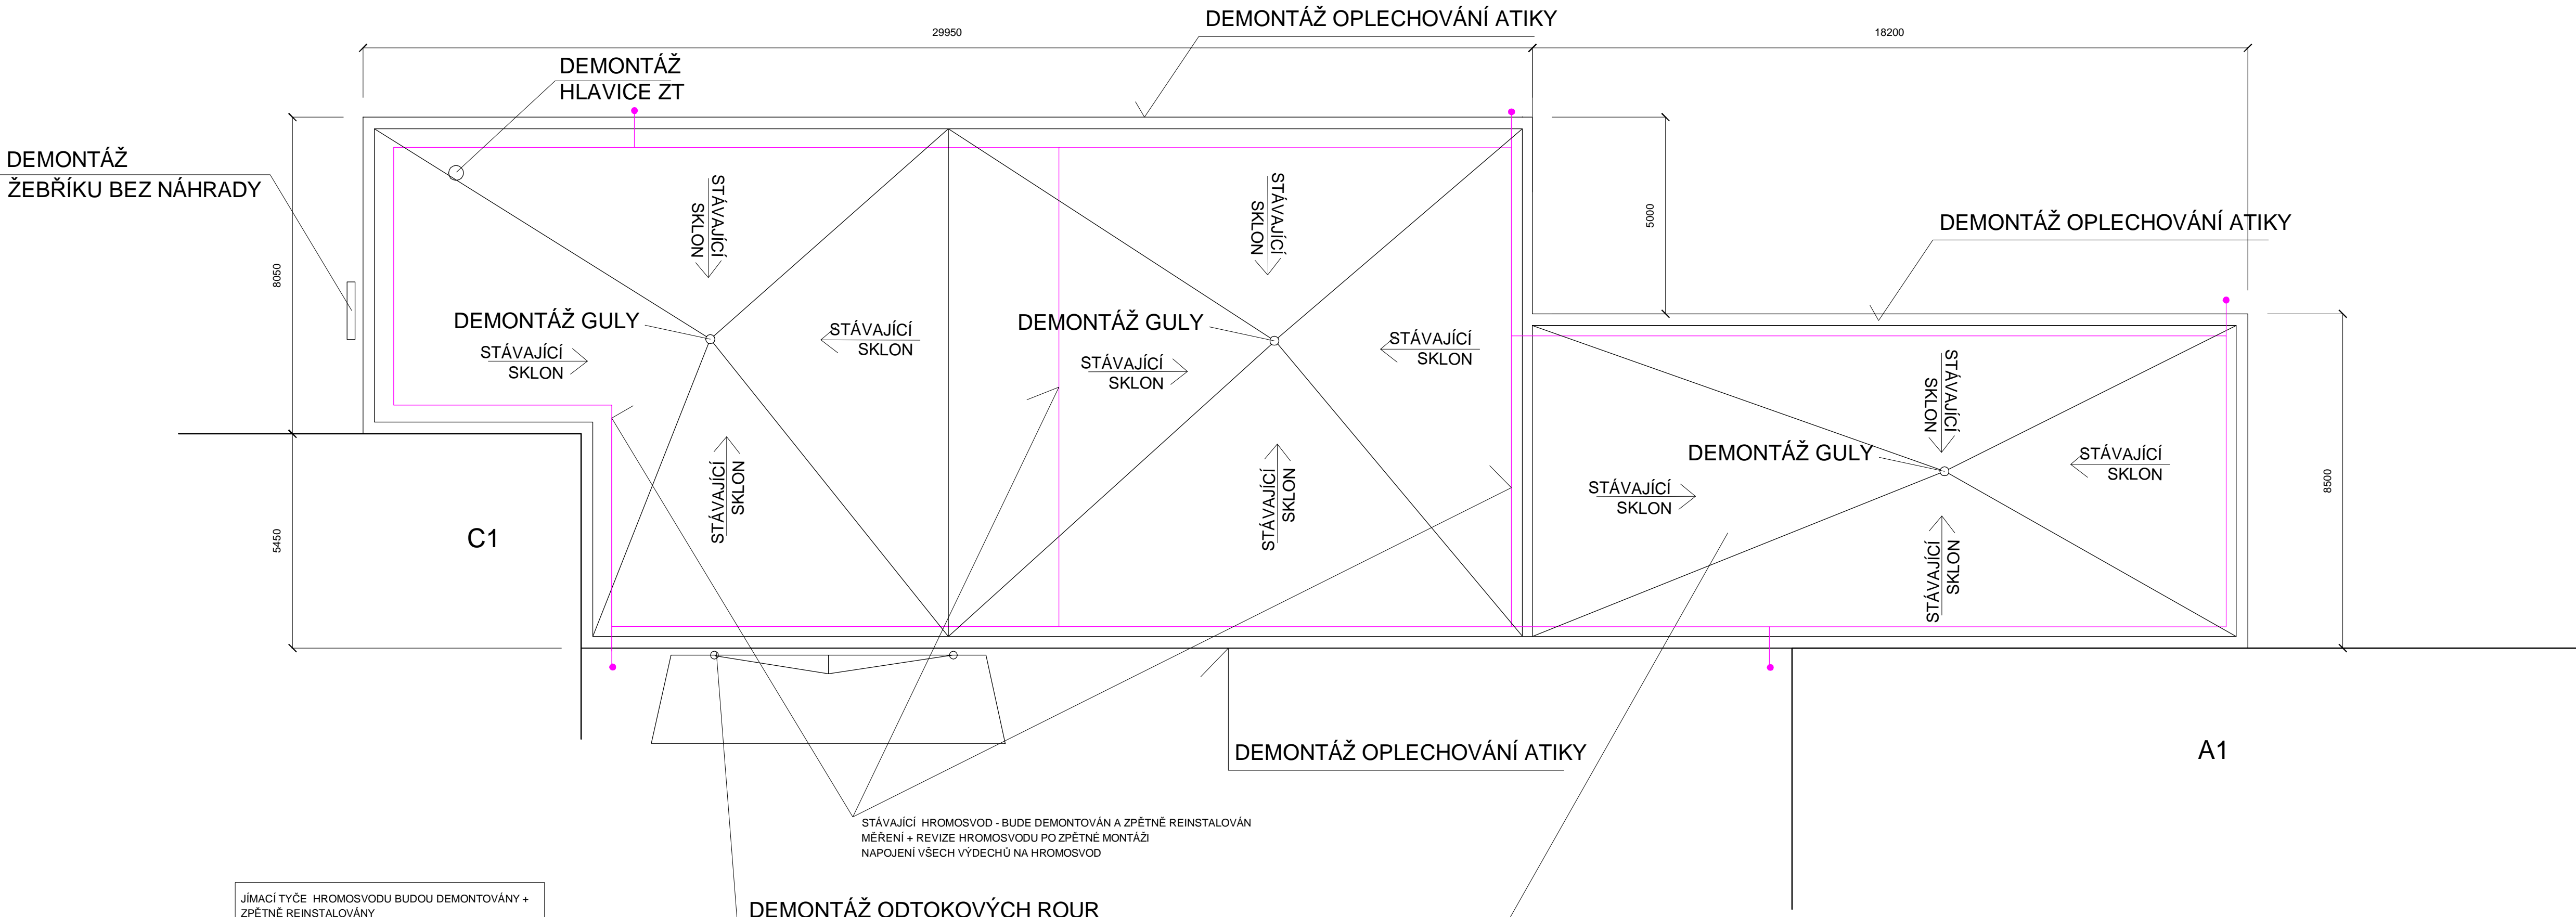 DEMONTÁŽ OPLECHOVÁNÍ ATIKY
29950
18200
DEMONTÁŽ
HLAVICE ZT
DEMONTÁŽ
ŽEBŘÍKU BEZ NÁHRADY
STÁVAJÍCÍ
SKLON
STÁVAJÍCÍ
SKLON
5000
DEMONTÁŽ OPLECHOVÁNÍ ATIKY
8050
DEMONTÁŽ GULY
STÁVAJÍCÍ
SKLON
STÁVAJÍCÍ
SKLON
DEMONTÁŽ GULY
STÁVAJÍCÍ
SKLON
STÁVAJÍCÍ
SKLON
STÁVAJÍCÍ
SKLON
DEMONTÁŽ GULY
STÁVAJÍCÍ
SKLON
STÁVAJÍCÍ
SKLON
8500
STÁVAJÍCÍ
SKLON
STÁVAJÍCÍ
SKLON
STÁVAJÍCÍ
SKLON
5450
C1
DEMONTÁŽ OPLECHOVÁNÍ ATIKY
A1
STÁVAJÍCÍ HROMOSVOD - BUDE DEMONTOVÁN A ZPĚTNĚ REINSTALOVÁN
MĚŘENÍ + REVIZE HROMOSVODU PO ZPĚTNÉ MONTÁŽI
NAPOJENÍ VŠECH VÝDECHŮ NA HROMOSVOD
JÍMACÍ TYČE HROMOSVODU BUDOU DEMONTOVÁNY +
ZPĚTNĚ REINSTALOVÁNY
DEMONTÁŽ ODTOKOVÝCH ROUR